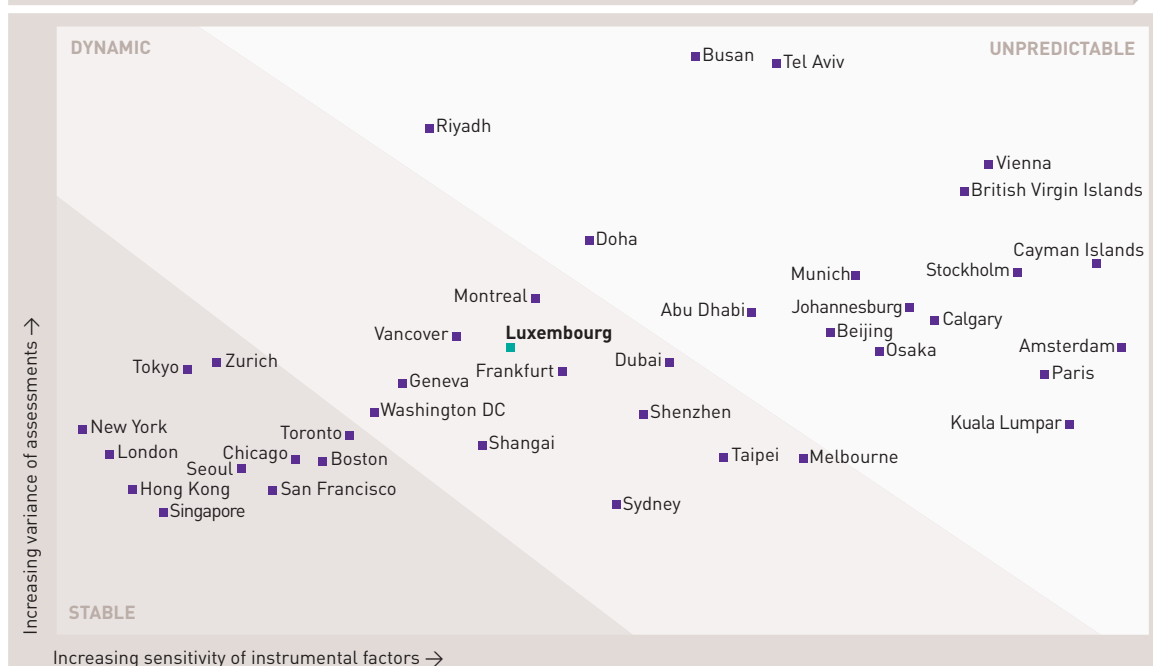 DYNAMIC
UNPREDICTABLE
Busan
Tel Aviv
Riyadh
Vienna
British Virgin Islands
Doha
Cayman Islands
Munich
Stockholm
Montreal
Abu Dhabi
Johannesburg
Calgary
Vancouver
Luxembourg
Beijing
Osaka
Amsterdam
Tokyo
Zurich
Frankfurt
Dubai
Paris
Geneva
Washington DC
Shenzhen
Kuala Lumpar
New York
Toronto
Shangai
London
Chicago
Boston
Taipei
Melbourne
Seoul
Hong Kong
San Francisco
Singapore
Sydney
STABLE
Increasing variance of assessments →
Increasing sensitivity of instrumental factors →